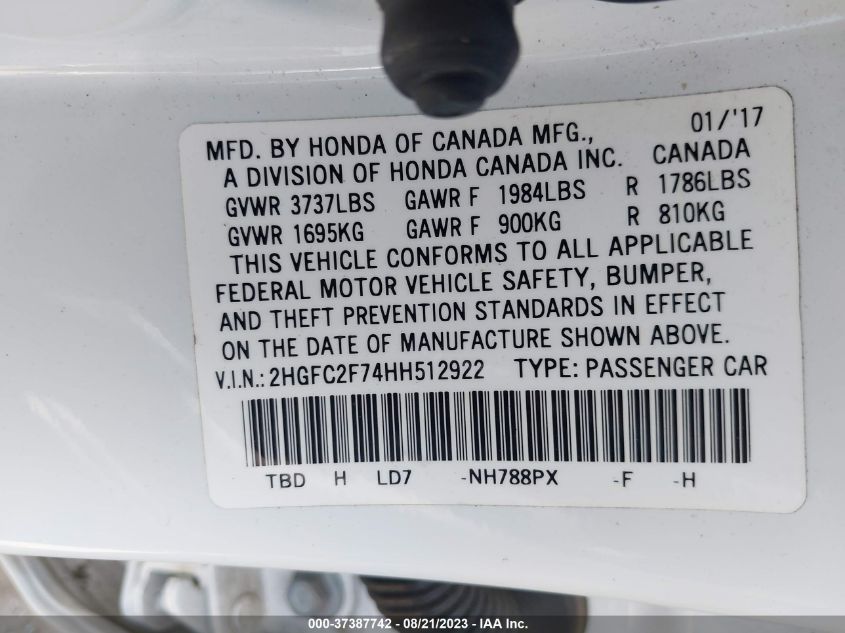 MFD. BY HONDA OF CANADA MFG., 01/'17
A DIVISION OF HONDA CANADA INC. CANADA
GVWR 3737LBS GAWR F 1984LBS R 1786LBS
GVWR 1695KG GAWR F 900KG R 810KG
THIS VEHICLE CONFORMS TO ALL APPLICABLE
FEDERAL MOTOR VEHICLE SAFETY, BUMPER,
AND THEFT PREVENTION STANDARDS IN EFFECT
ON THE DATE OF MANUFACTURE SHOWN ABOVE.
V.I.N.: 2HGFC2F74HH512922 TYPE: PASSENGER CAR
TBD H LD7 -NH788PX -F -H
000-37387742 - 08/21/2023 - IAA Inc.